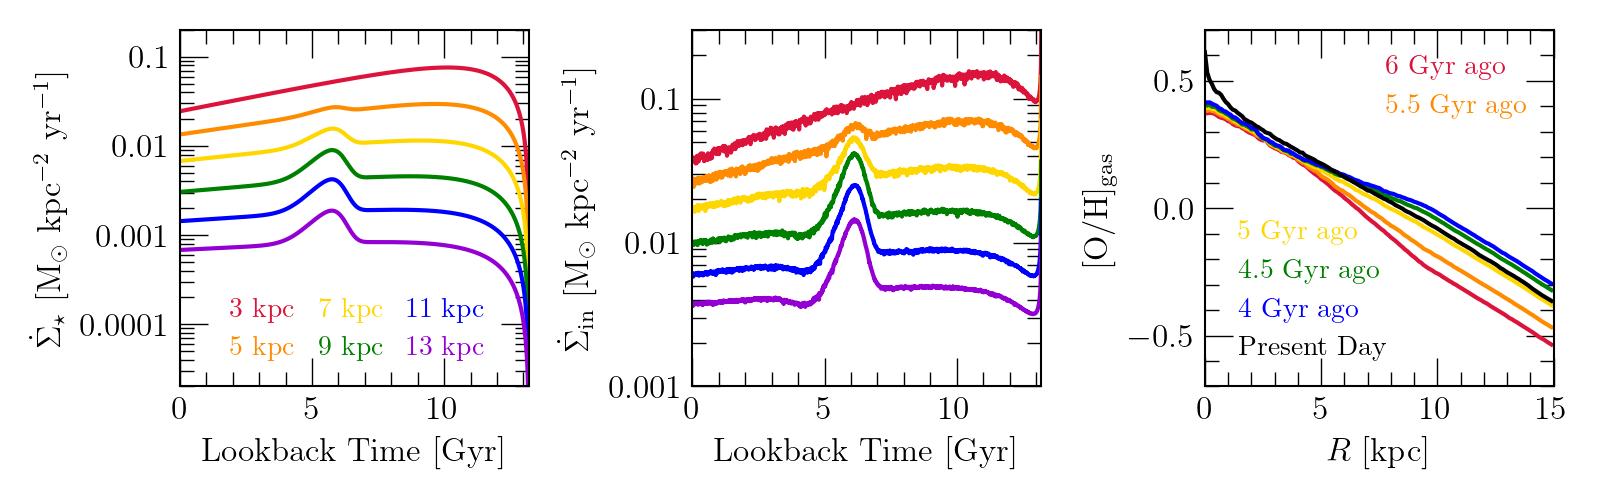 Σ̇⋆ [M⊙ kpc⁻² yr⁻¹]
0.1
0.01
0.001
0.0001
3 kpc 7 kpc 11 kpc
5 kpc 9 kpc 13 kpc
0 5 10
Lookback Time [Gyr]
Σ̇in [M⊙ kpc⁻² yr⁻¹]
0.1
0.01
0.001
0 5 10
Lookback Time [Gyr]
[O/H]gas
0.5
0.0
−0.5
6 Gyr ago
5.5 Gyr ago
5 Gyr ago
4.5 Gyr ago
4 Gyr ago
Present Day
0 5 10 15
R [kpc]